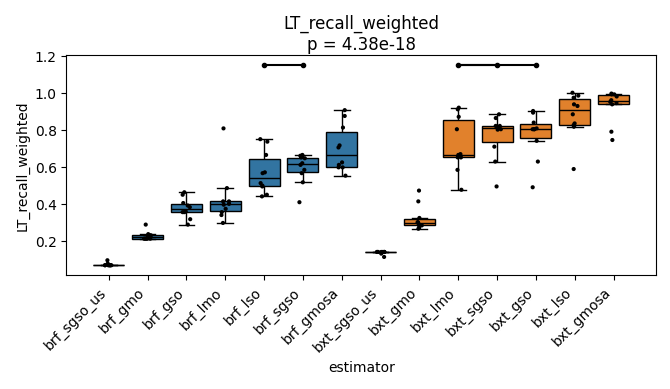 LT_recall_weighted
p = 4.38e-18
LT_recall_weighted
1.2
1.0
0.8
0.6
0.4
0.2
brf_sgso_us
brf_gmo
brf_gso
brf_lmo
brf_lso
brf_sgso
brf_gmosa
bxt_sgso_us
bxt_gmo
bxt_lmo
bxt_sgso
bxt_gso
bxt_lso
bxt_gmosa
estimator